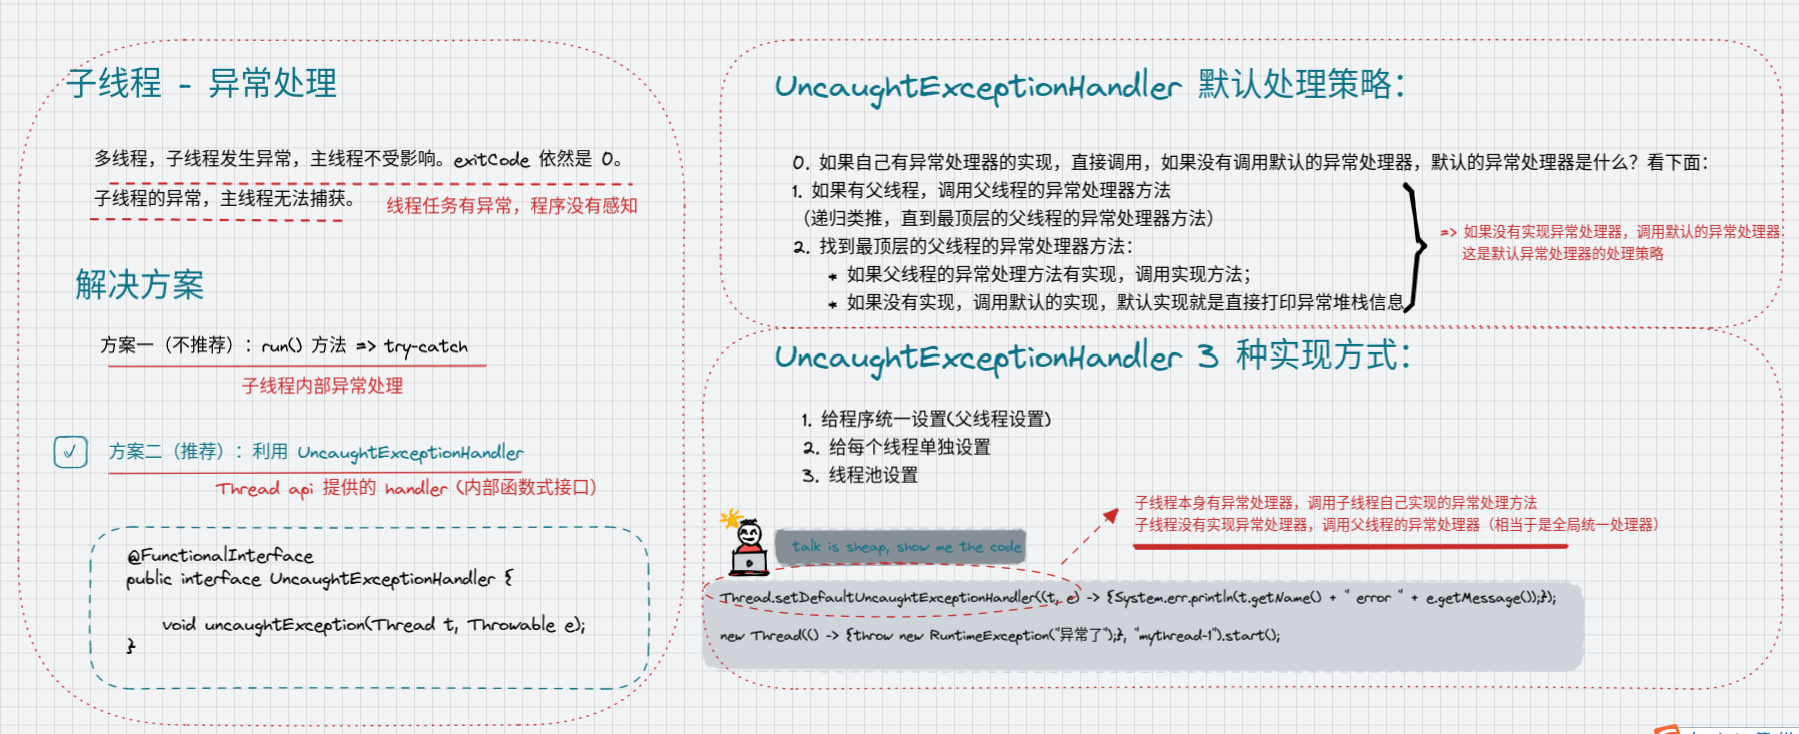 子线程 - 异常处理
多线程，子线程发生异常，主线程不受影响。exitCode 依然是 0。
子线程的异常，主线程无法捕获。
线程任务有异常，程序没有感知
解决方案
方案一（不推荐）：run() 方法 => try-catch
子线程内部异常处理
方案二（推荐）：利用 UncaughtExceptionHandler
Thread api 提供的 handler（内部函数式接口）
@FunctionalInterface
public interface UncaughtExceptionHandler {
void uncaughtException(Thread t, Throwable e);
}
UncaughtExceptionHandler 默认处理策略：
0. 如果自己有异常处理器的实现，直接调用，如果没有调用默认的异常处理器，默认的异常处理器是什么？看下面：
1. 如果有父线程，调用父线程的异常处理器方法
（递归类推，直到最顶层的父线程的异常处理器方法）
2. 找到最顶层的父线程的异常处理器方法：
* 如果父线程的异常处理方法有实现，调用实现方法；
* 如果没有实现，调用默认的实现，默认实现就是直接打印异常堆栈信息
=> 如果没有实现异常处理器，调用默认的异常处理器
这是默认异常处理器的处理策略
UncaughtExceptionHandler 3 种实现方式：
1. 给程序统一设置(父线程设置)
2. 给每个线程单独设置
3. 线程池设置
子线程本身有异常处理器，调用子线程自己实现的异常处理方法
子线程没有实现异常处理器，调用父线程的异常处理器（相当于是全局统一处理器）
talk is sheap, show me the code
Thread.setDefaultUncaughtExceptionHandler((t, e) -> {System.err.println(t.getName() + " error " + e.getMessage());});
new Thread(() -> {throw new RuntimeException("异常了");}, "mythread-1").start();